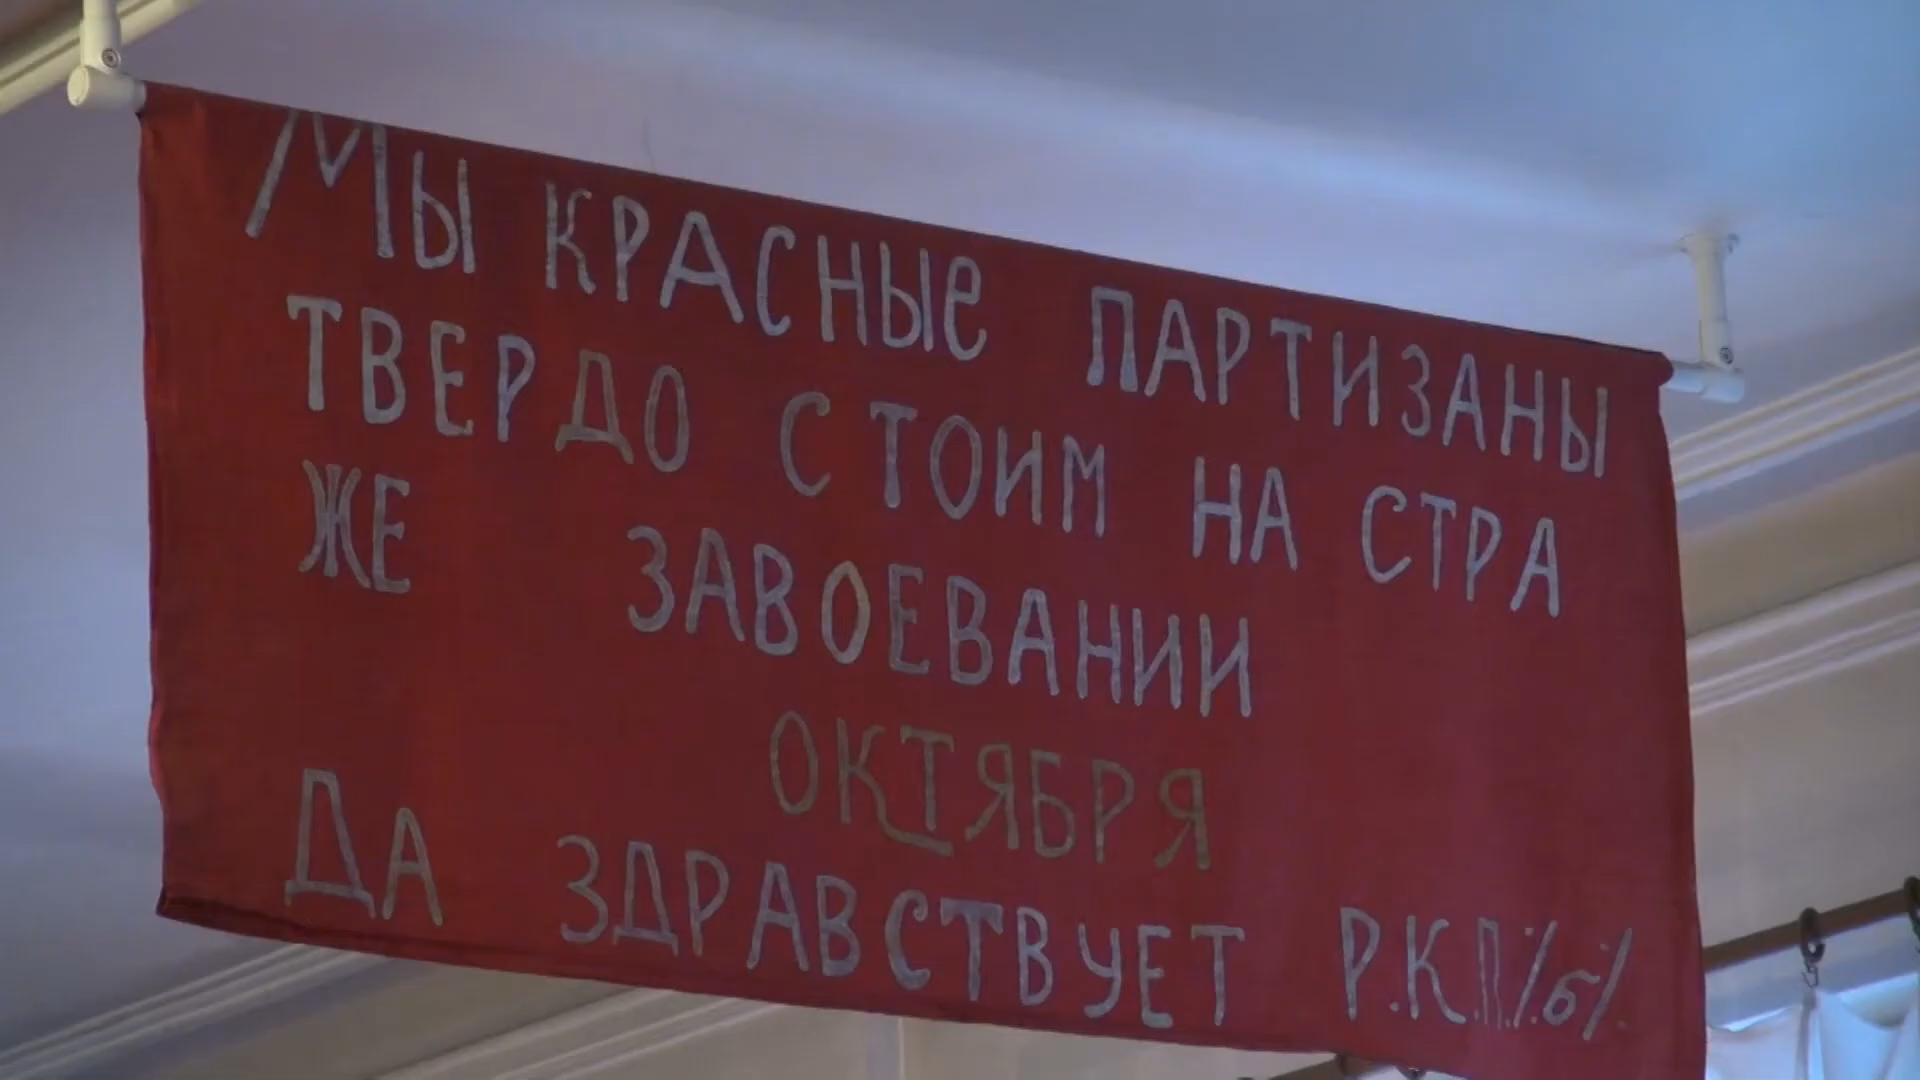 Мы КРАСНЫЕ ПАРТИЗАНЫ
ТВЕРДО СТОИМ НА СТРА
ЖЕ ЗАВОЕВАНИИ
ОКТЯБРЯ
ДА ЗДРАВСТВУЕТ Р.К.П./б/.